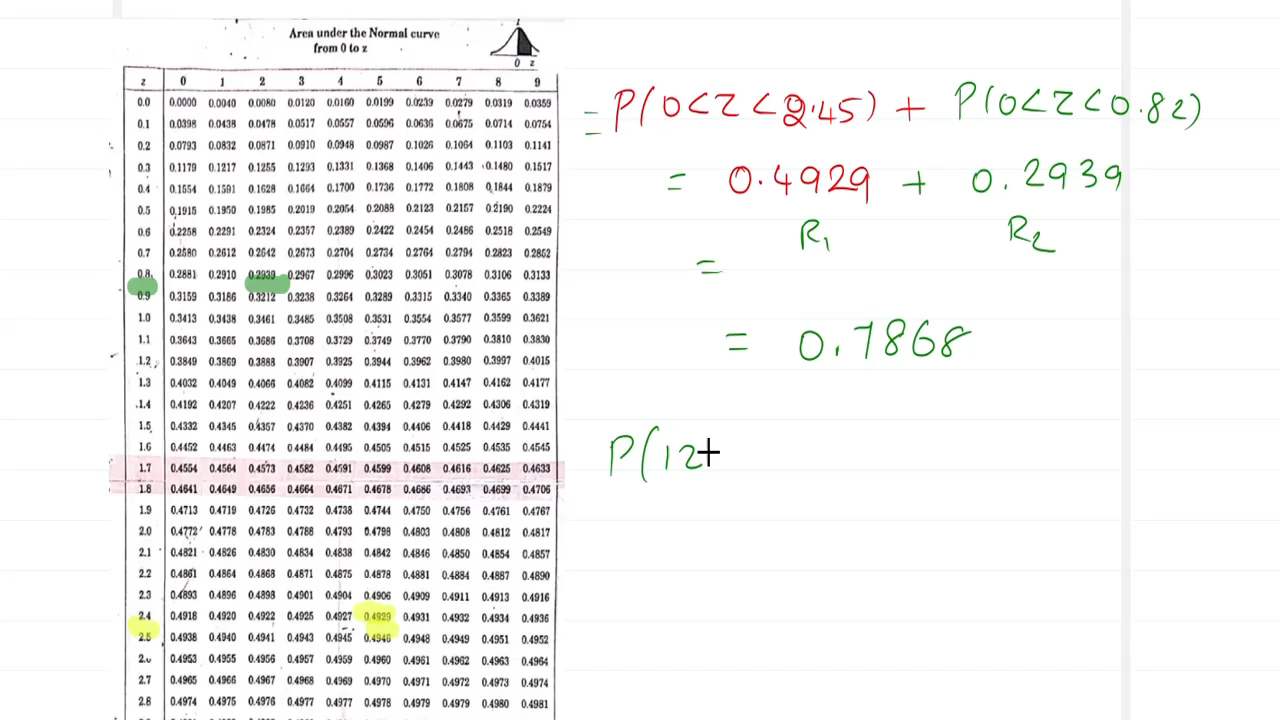 Area under the Normal curve
from 0 to z
0 z
z 0 1 2 3 4 5 6 7 8 9
0.0 0.0000 0.0040 0.0080 0.0120 0.0160 0.0199 0.0239 0.0279 0.0319 0.0359
0.1 0.0398 0.0438 0.0478 0.0517 0.0557 0.0596 0.0636 0.0675 0.0714 0.0754
0.2 0.0793 0.0832 0.0871 0.0910 0.0948 0.0987 0.1026 0.1064 0.1103 0.1141
0.3 0.1179 0.1217 0.1255 0.1293 0.1331 0.1368 0.1406 0.1443 0.1480 0.1517
0.4 0.1554 0.1591 0.1628 0.1664 0.1700 0.1736 0.1772 0.1808 0.1844 0.1879
0.5 0.1915 0.1950 0.1985 0.2019 0.2054 0.2088 0.2123 0.2157 0.2190 0.2224
0.6 0.2258 0.2291 0.2324 0.2357 0.2389 0.2422 0.2454 0.2486 0.2518 0.2549
0.7 0.2580 0.2612 0.2642 0.2673 0.2704 0.2734 0.2764 0.2794 0.2823 0.2852
0.8 0.2881 0.2910 0.2939 0.2967 0.2996 0.3023 0.3051 0.3078 0.3106 0.3133
0.9 0.3159 0.3186 0.3212 0.3238 0.3264 0.3289 0.3315 0.3340 0.3365 0.3389
1.0 0.3413 0.3438 0.3461 0.3485 0.3508 0.3531 0.3554 0.3577 0.3599 0.3621
1.1 0.3643 0.3665 0.3686 0.3708 0.3729 0.3749 0.3770 0.3790 0.3810 0.3830
1.2 0.3849 0.3869 0.3888 0.3907 0.3925 0.3944 0.3962 0.3980 0.3997 0.4015
1.3 0.4032 0.4049 0.4066 0.4082 0.4099 0.4115 0.4131 0.4147 0.4162 0.4177
1.4 0.4192 0.4207 0.4222 0.4236 0.4251 0.4265 0.4279 0.4292 0.4306 0.4319
1.5 0.4332 0.4345 0.4357 0.4370 0.4382 0.4394 0.4406 0.4418 0.4429 0.4441
1.6 0.4452 0.4463 0.4474 0.4484 0.4495 0.4505 0.4515 0.4525 0.4535 0.4545
1.7 0.4554 0.4564 0.4573 0.4582 0.4591 0.4599 0.4608 0.4616 0.4625 0.4633
1.8 0.4641 0.4649 0.4656 0.4664 0.4671 0.4678 0.4686 0.4693 0.4699 0.4706
1.9 0.4713 0.4719 0.4726 0.4732 0.4738 0.4744 0.4750 0.4756 0.4761 0.4767
2.0 0.4772 0.4778 0.4783 0.4788 0.4793 0.4798 0.4803 0.4808 0.4812 0.4817
2.1 0.4821 0.4826 0.4830 0.4834 0.4838 0.4842 0.4846 0.4850 0.4854 0.4857
2.2 0.4861 0.4864 0.4868 0.4871 0.4875 0.4878 0.4881 0.4884 0.4887 0.4890
2.3 0.4893 0.4896 0.4898 0.4901 0.4904 0.4906 0.4909 0.4911 0.4913 0.4916
2.4 0.4918 0.4920 0.4922 0.4925 0.4927 0.4929 0.4931 0.4932 0.4934 0.4936
2.5 0.4938 0.4940 0.4941 0.4943 0.4945 0.4946 0.4948 0.4949 0.4951 0.4952
2.6 0.4953 0.4955 0.4956 0.4957 0.4959 0.4960 0.4961 0.4962 0.4963 0.4964
2.7 0.4965 0.4966 0.4967 0.4968 0.4969 0.4970 0.4971 0.4972 0.4973 0.4974
2.8 0.4974 0.4975 0.4976 0.4977 0.4977 0.4978 0.4979 0.4979 0.4980 0.4981
= P(0<Z<2.45) + P(0<Z<0.82)
= 0.4929 + 0.2939
R1 R2
=
= 0.7868
P(12